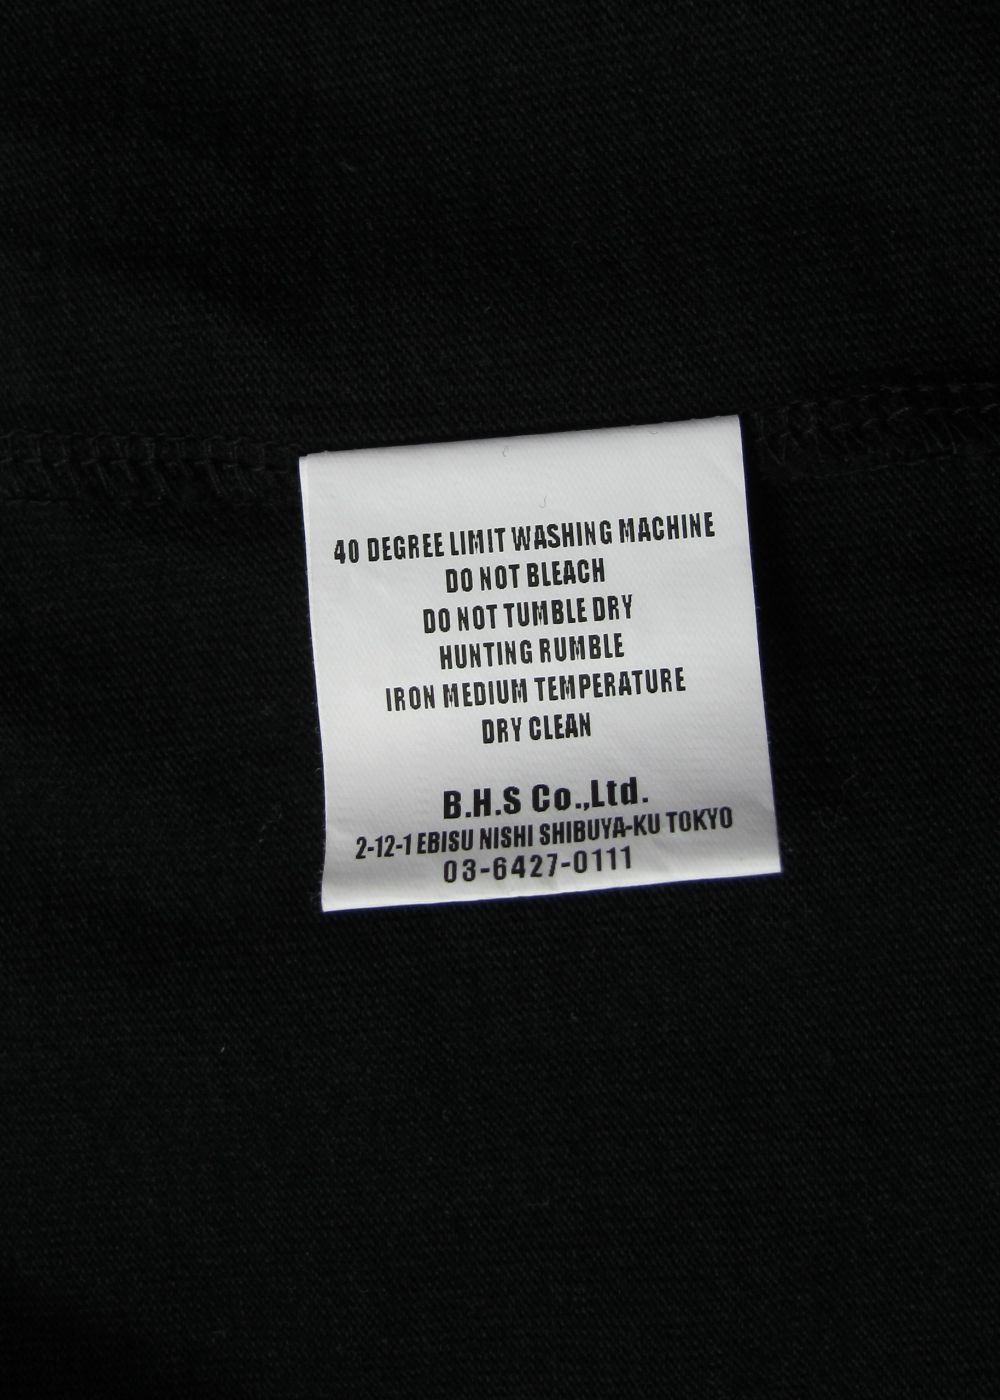 40 DEGREE LIMIT WASHING MACHINE
DO NOT BLEACH
DO NOT TUMBLE DRY
HUNTING RUMBLE
IRON MEDIUM TEMPERATURE
DRY CLEAN
B.H.S Co.,Ltd.
2-12-1 EBISU NISHI SHIBUYA-KU TOKYO
03-6427-0111